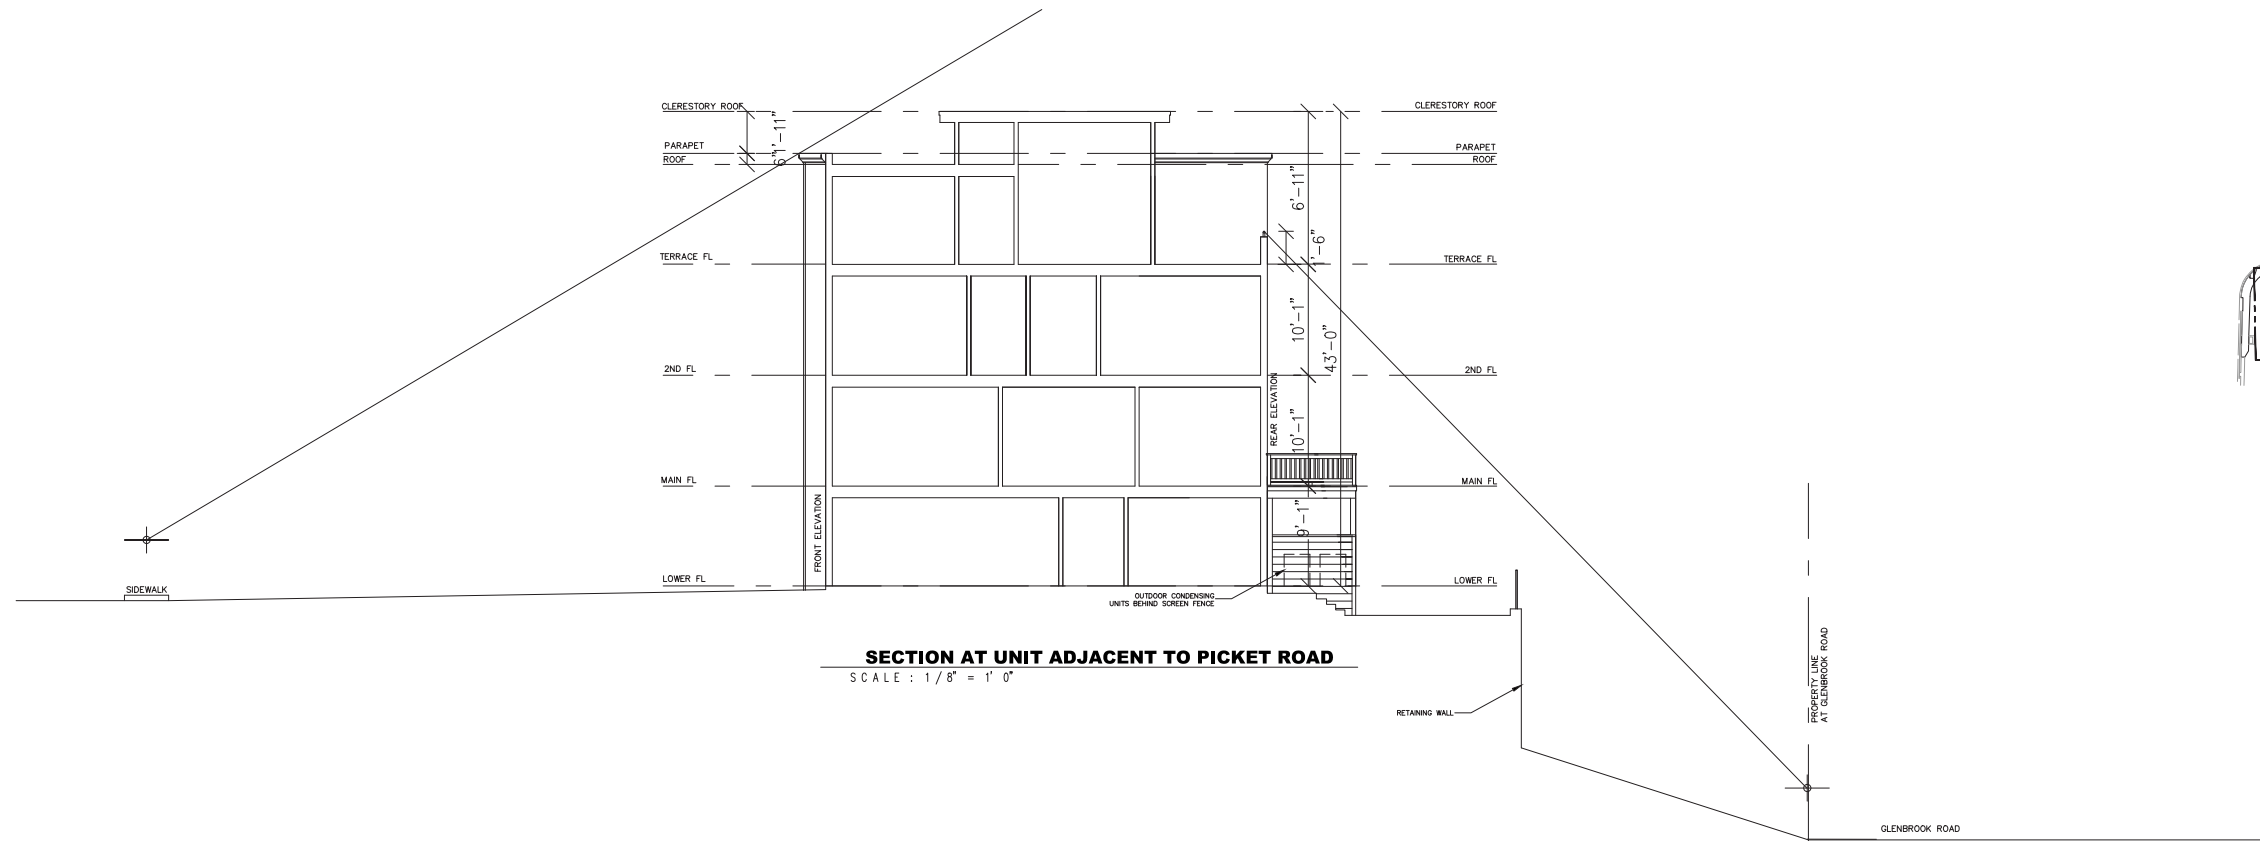 CLERESTORY ROOF
PARAPET
ROOF
TERRACE FL
2ND FL
MAIN FL
LOWER FL
SIDEWALK
FRONT ELEVATION
REAR ELEVATION
CLERESTORY ROOF
PARAPET
ROOF
TERRACE FL
2ND FL
MAIN FL
LOWER FL
6'-11"
1'-6"
10'-1"
43'-0"
10'-1"
9'-1"
OUTDOOR CONDENSING
UNITS BEHIND SCREEN FENCE
SECTION AT UNIT ADJACENT TO PICKET ROAD
SCALE : 1/8" = 1' 0"
RETAINING WALL
PROPERTY LINE
AT GLENBROOK ROAD
GLENBROOK ROAD